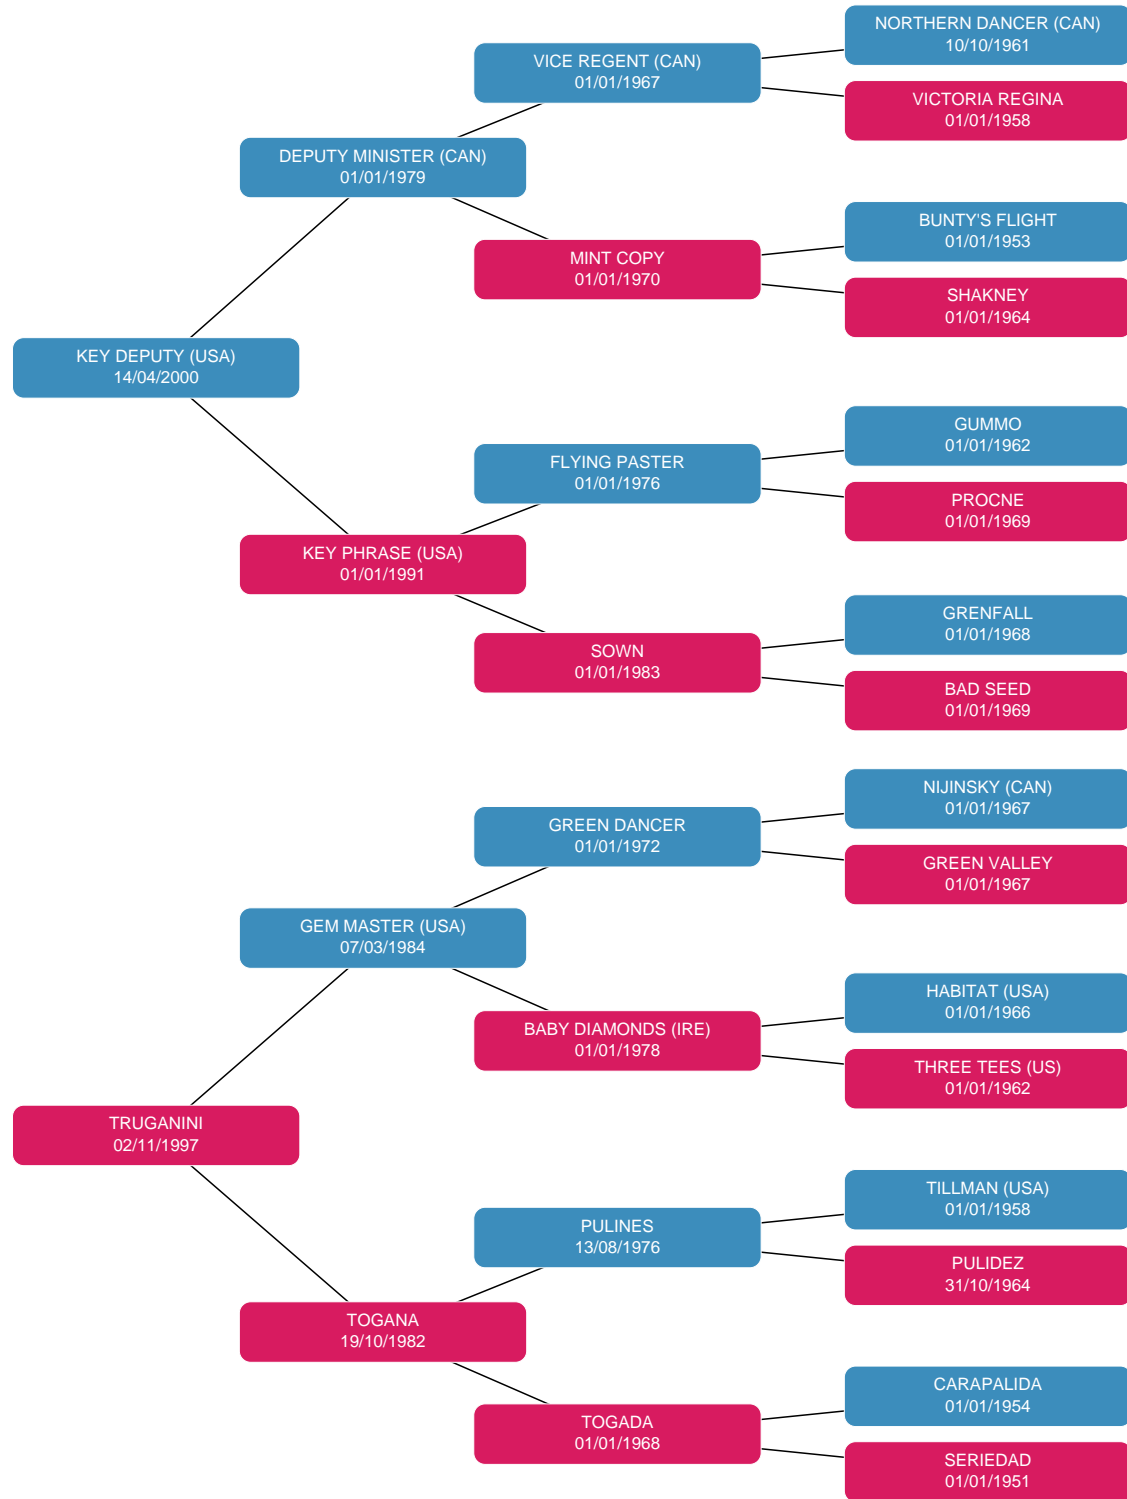 NORTHERN DANCER (CAN)
10/10/1961
VICE REGENT (CAN)
01/01/1967
VICTORIA REGINA
01/01/1958
DEPUTY MINISTER (CAN)
01/01/1979
BUNTY'S FLIGHT
01/01/1953
MINT COPY
01/01/1970
SHAKNEY
01/01/1964
KEY DEPUTY (USA)
14/04/2000
GUMMO
01/01/1962
FLYING PASTER
01/01/1976
PROCNE
01/01/1969
KEY PHRASE (USA)
01/01/1991
GRENFALL
01/01/1968
SOWN
01/01/1983
BAD SEED
01/01/1969
NIJINSKY (CAN)
01/01/1967
GREEN DANCER
01/01/1972
GREEN VALLEY
01/01/1967
GEM MASTER (USA)
07/03/1984
HABITAT (USA)
01/01/1966
BABY DIAMONDS (IRE)
01/01/1978
THREE TEES (US)
01/01/1962
TRUGANINI
02/11/1997
TILLMAN (USA)
01/01/1958
PULINES
13/08/1976
PULIDEZ
31/10/1964
TOGANA
19/10/1982
CARAPALIDA
01/01/1954
TOGADA
01/01/1968
SERIEDAD
01/01/1951